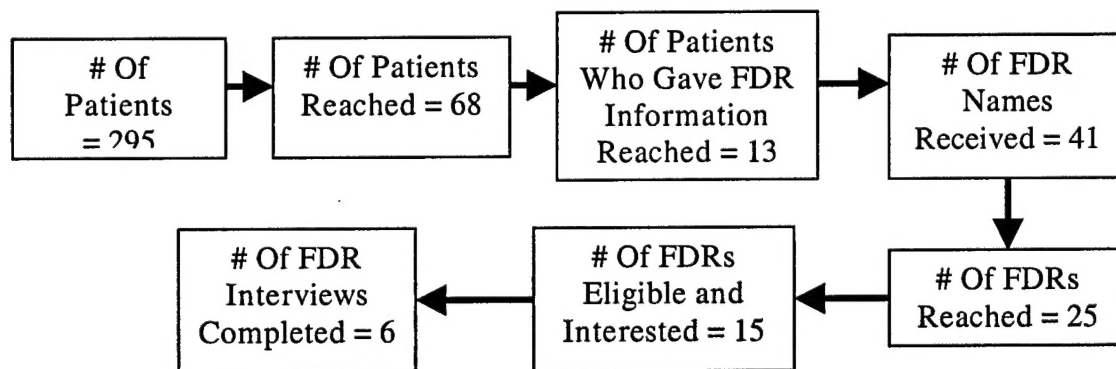 # Of
Patients
= 295
# Of Patients
Reached = 68
# Of Patients
Who Gave FDR
Information
Reached = 13
# Of FDR
Names
Received = 41
# Of FDRs
Reached = 25
# Of FDRs
Eligible and
Interested = 15
# Of FDR
Interviews
Completed = 6